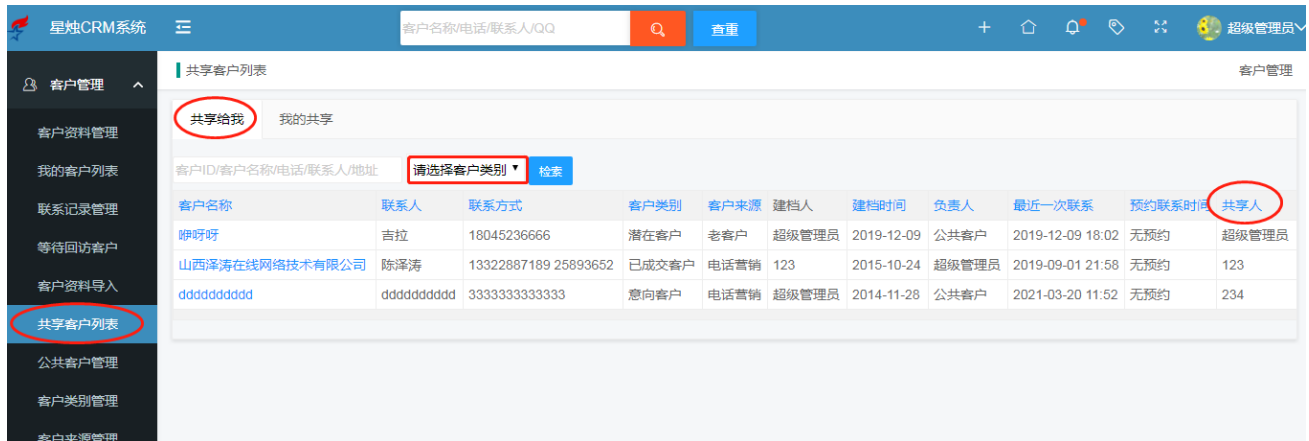 星烛CRM系统 客户名称/电话/联系人/QQ 查重 超级管理员
客户管理
共享客户列表 客户管理
共享给我 我的共享
客户资料管理
我的客户列表
联系记录管理
等待回访客户
客户资料导入
共享客户列表
公共客户管理
客户类别管理
客户来源管理
客户ID/客户名称/电话/联系人/地址 请选择客户类别 检索
客户名称 联系人 联系方式 客户类别 客户来源 建档人 建档时间 负责人 最近一次联系 预约联系时间 共享人
咿呀呀 吉拉 18045236666 潜在客户 老客户 超级管理员 2019-12-09 公共客户 2019-12-09 18:02 无预约 超级管理员
山西泽涛在线网络技术有限公司 陈泽涛 13322887189 25893652 已成交客户 电话营销 123 2015-10-24 超级管理员 2019-09-01 21:58 无预约 123
dddddddddd dddddddddd 3333333333333 意向客户 电话营销 超级管理员 2014-11-28 公共客户 2021-03-20 11:52 无预约 234